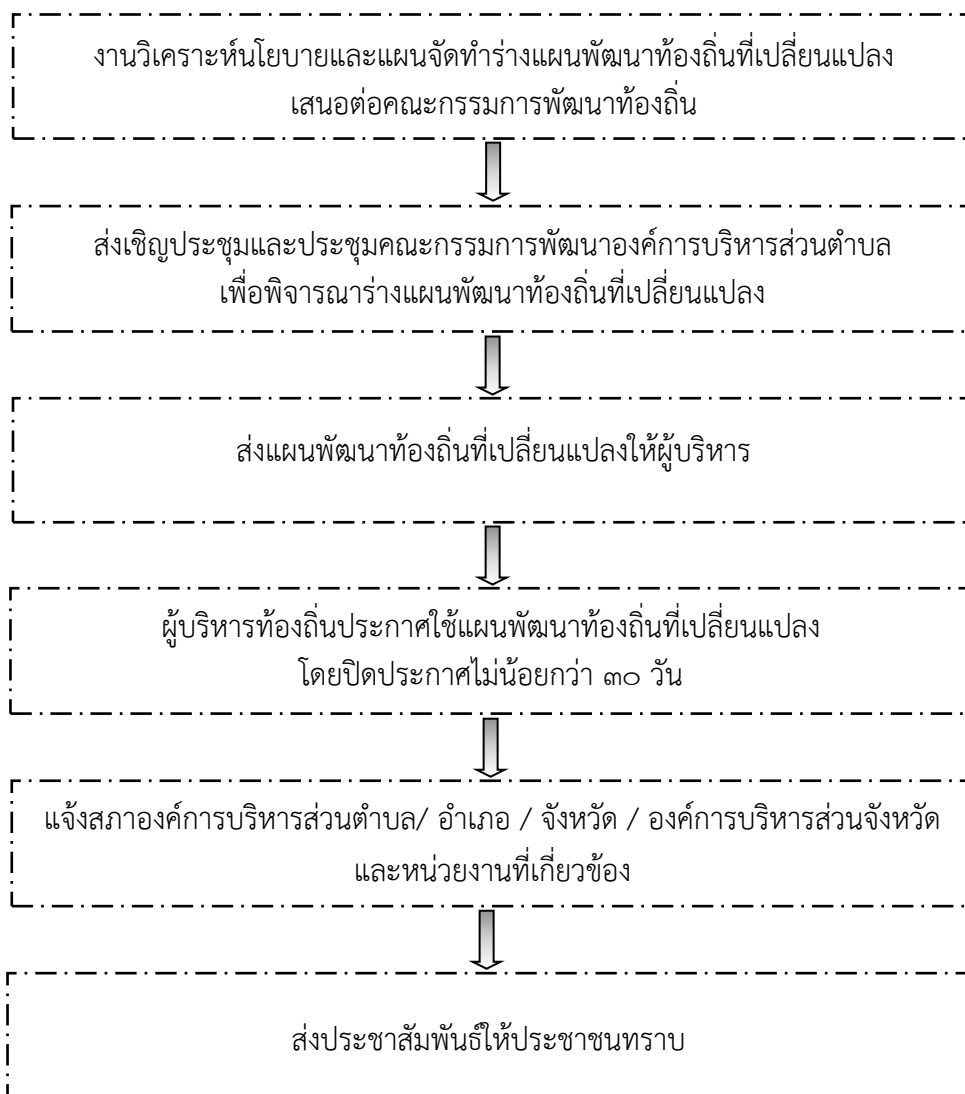 งานวิเคราะห์นโยบายและแผนจัดทำร่างแผนพัฒนาท้องถิ่นที่เปลี่ยนแปลง
เสนอต่อคณะกรรมการพัฒนาท้องถิ่น
ส่งเชิญประชุมและประชุมคณะกรรมการพัฒนาองค์การบริหารส่วนตำบล
เพื่อพิจารณาร่างแผนพัฒนาท้องถิ่นที่เปลี่ยนแปลง
ส่งแผนพัฒนาท้องถิ่นที่เปลี่ยนแปลงให้ผู้บริหาร
ผู้บริหารท้องถิ่นประกาศใช้แผนพัฒนาท้องถิ่นที่เปลี่ยนแปลง
โดยปิดประกาศไม่น้อยกว่า ๓๐ วัน
แจ้งสภาองค์การบริหารส่วนตำบล/ อำเภอ / จังหวัด / องค์การบริหารส่วนจังหวัด
และหน่วยงานที่เกี่ยวข้อง
ส่งประชาสัมพันธ์ให้ประชาชนทราบ